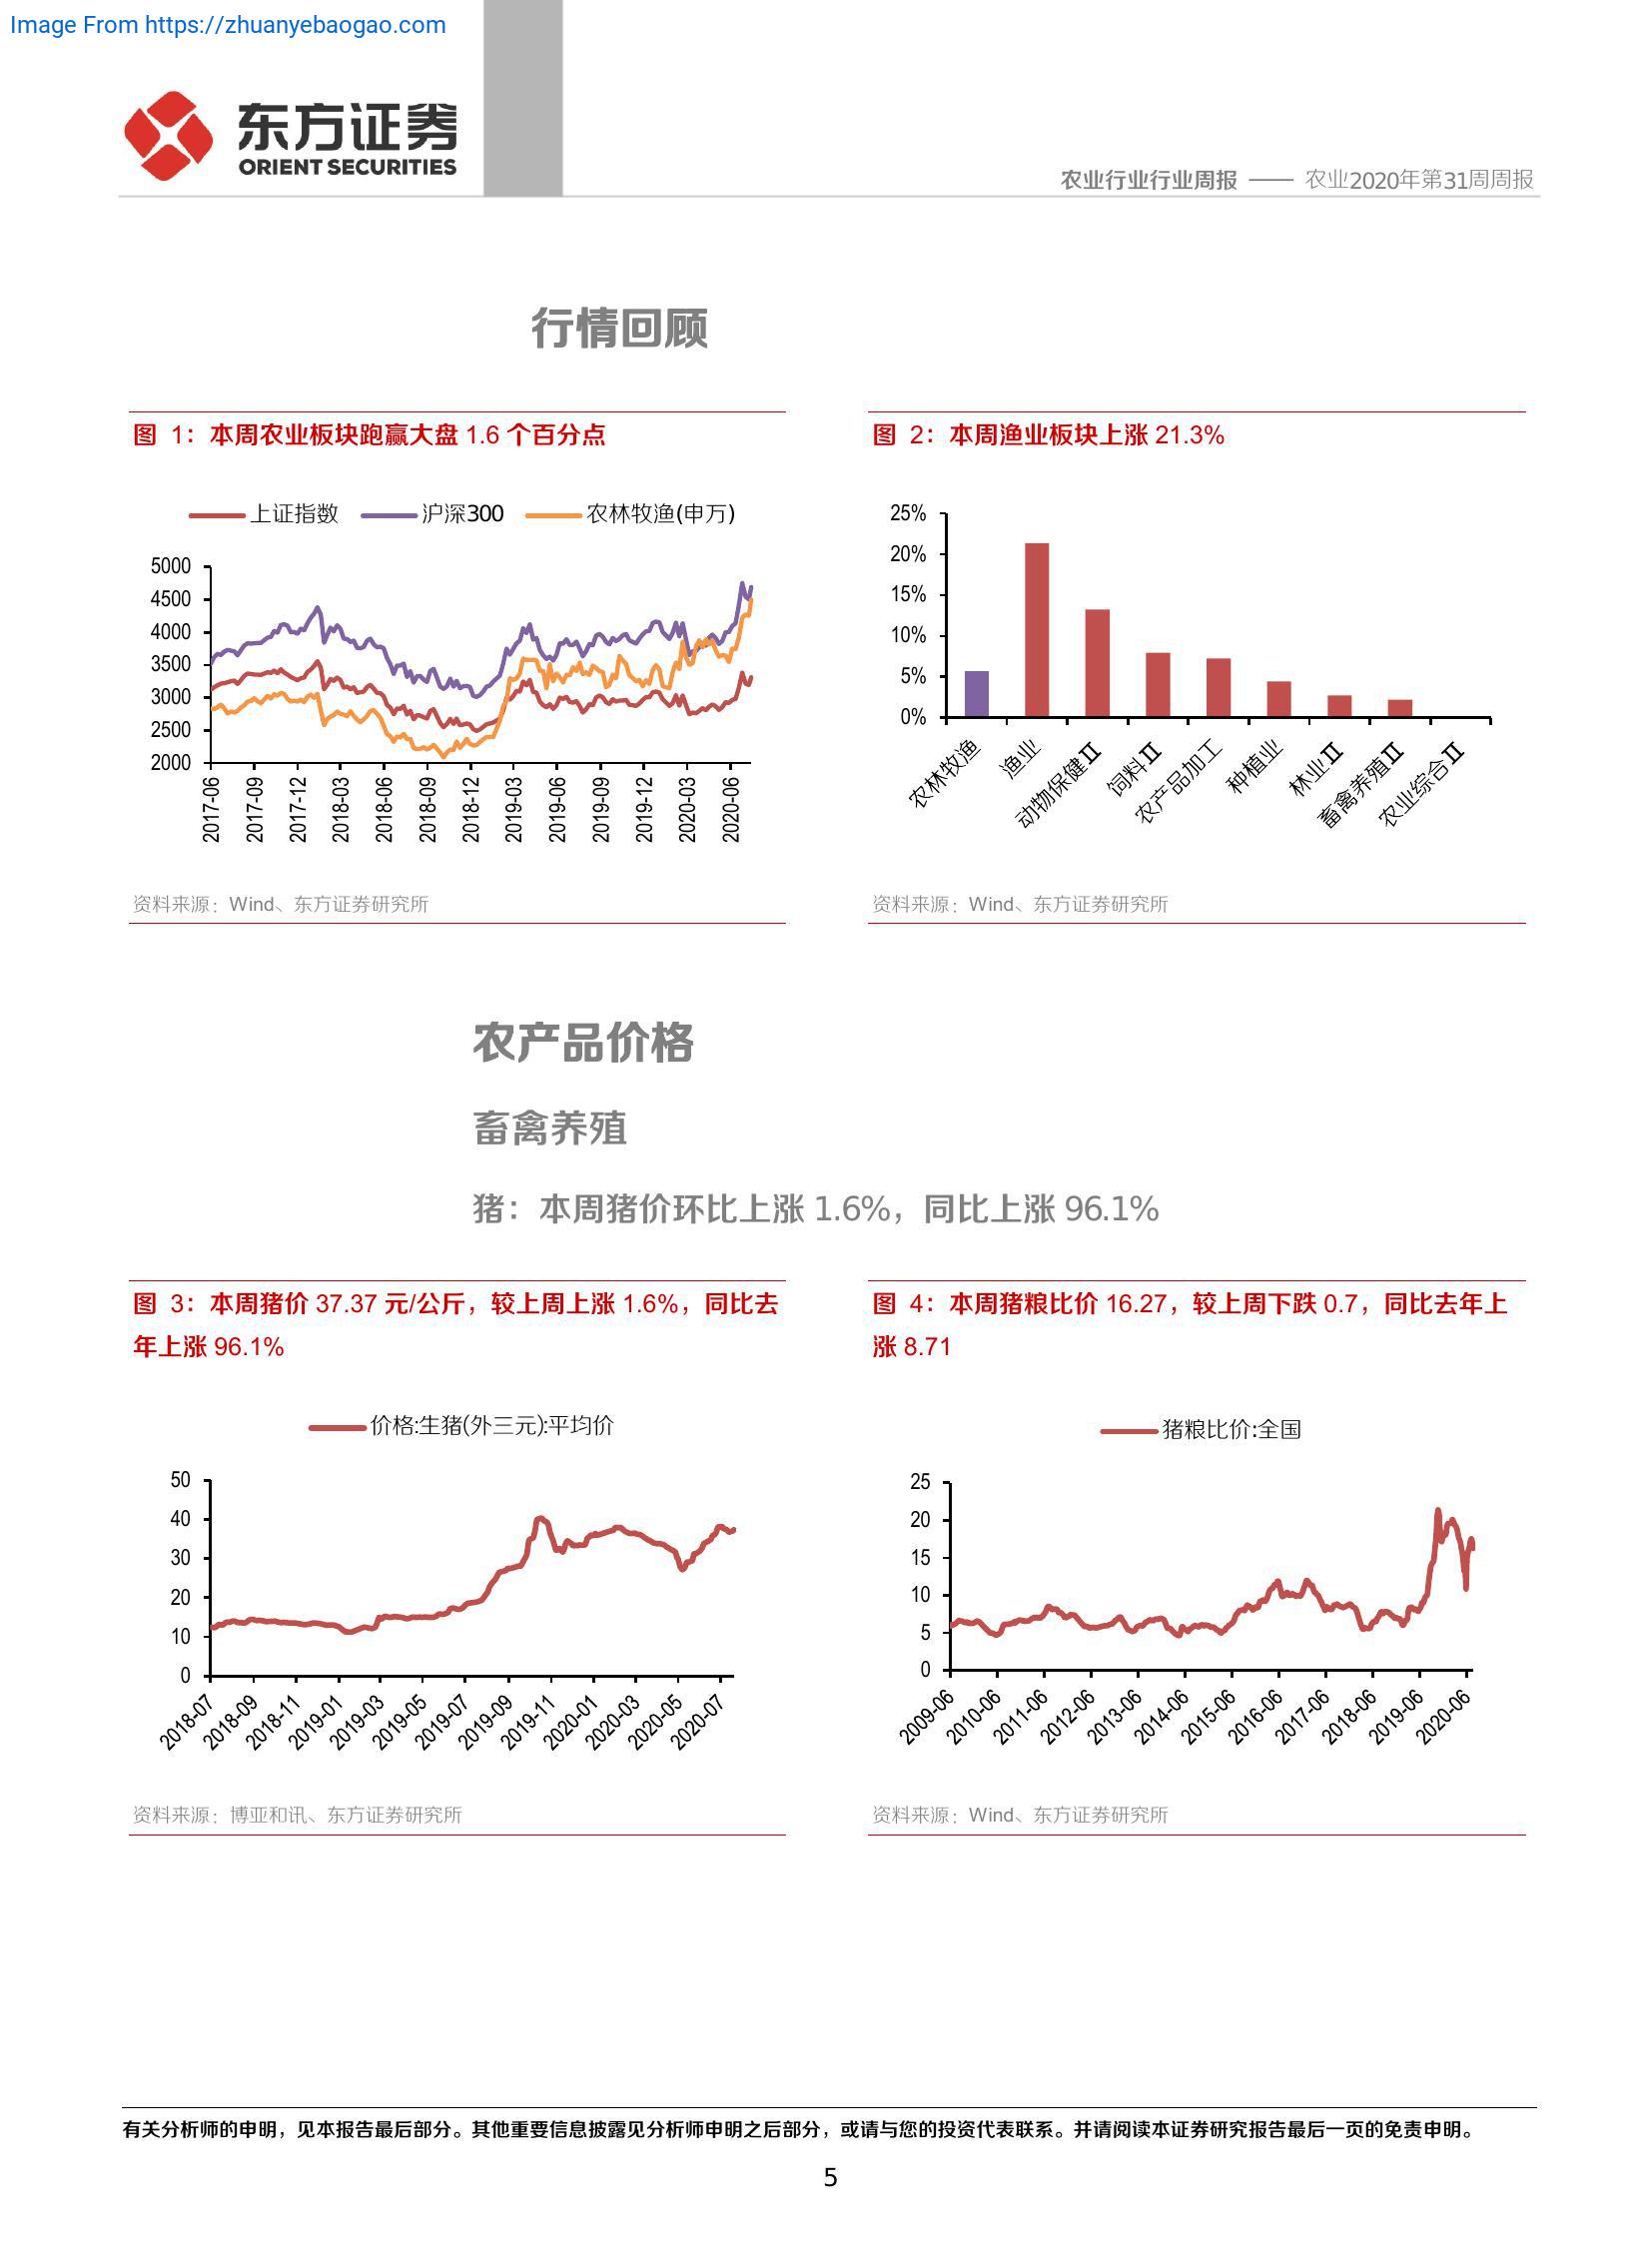 Image From https://zhuanyebaogao.com
东方证券
ORIENT SECURITIES
农业行业行业周报 —— 农业2020年第31周周报
行情回顾
图 1：本周农业板块跑赢大盘 1.6 个百分点
上证指数 沪深300 农林牧渔(申万)
5000
4500
4000
3500
3000
2500
2000
2017-06 2017-09 2017-12 2018-03 2018-06 2018-09 2018-12 2019-03 2019-06 2019-09 2019-12 2020-03 2020-06
资料来源：Wind、东方证券研究所
图 2：本周渔业板块上涨 21.3%
25%
20%
15%
10%
5%
0%
农林牧渔 渔业 动物保健Ⅱ 饲料Ⅱ 农产品加工 种植业 林业Ⅱ 畜禽养殖Ⅱ 农业综合Ⅱ
资料来源：Wind、东方证券研究所
农产品价格
畜禽养殖
猪：本周猪价环比上涨 1.6%，同比上涨 96.1%
图 3：本周猪价 37.37 元/公斤，较上周上涨 1.6%，同比去
年上涨 96.1%
价格:生猪(外三元):平均价
50
40
30
20
10
0
2018-07 2018-09 2018-11 2019-01 2019-03 2019-05 2019-07 2019-09 2019-11 2020-01 2020-03 2020-05 2020-07
资料来源：博亚和讯、东方证券研究所
图 4：本周猪粮比价 16.27，较上周下跌 0.7，同比去年上
涨 8.71
猪粮比价:全国
25
20
15
10
5
0
2009-06 2010-06 2011-06 2012-06 2013-06 2014-06 2015-06 2016-06 2017-06 2018-06 2019-06 2020-06
资料来源：Wind、东方证券研究所
有关分析师的申明，见本报告最后部分。其他重要信息披露见分析师申明之后部分，或请与您的投资代表联系。并请阅读本证券研究报告最后一页的免责申明。
5